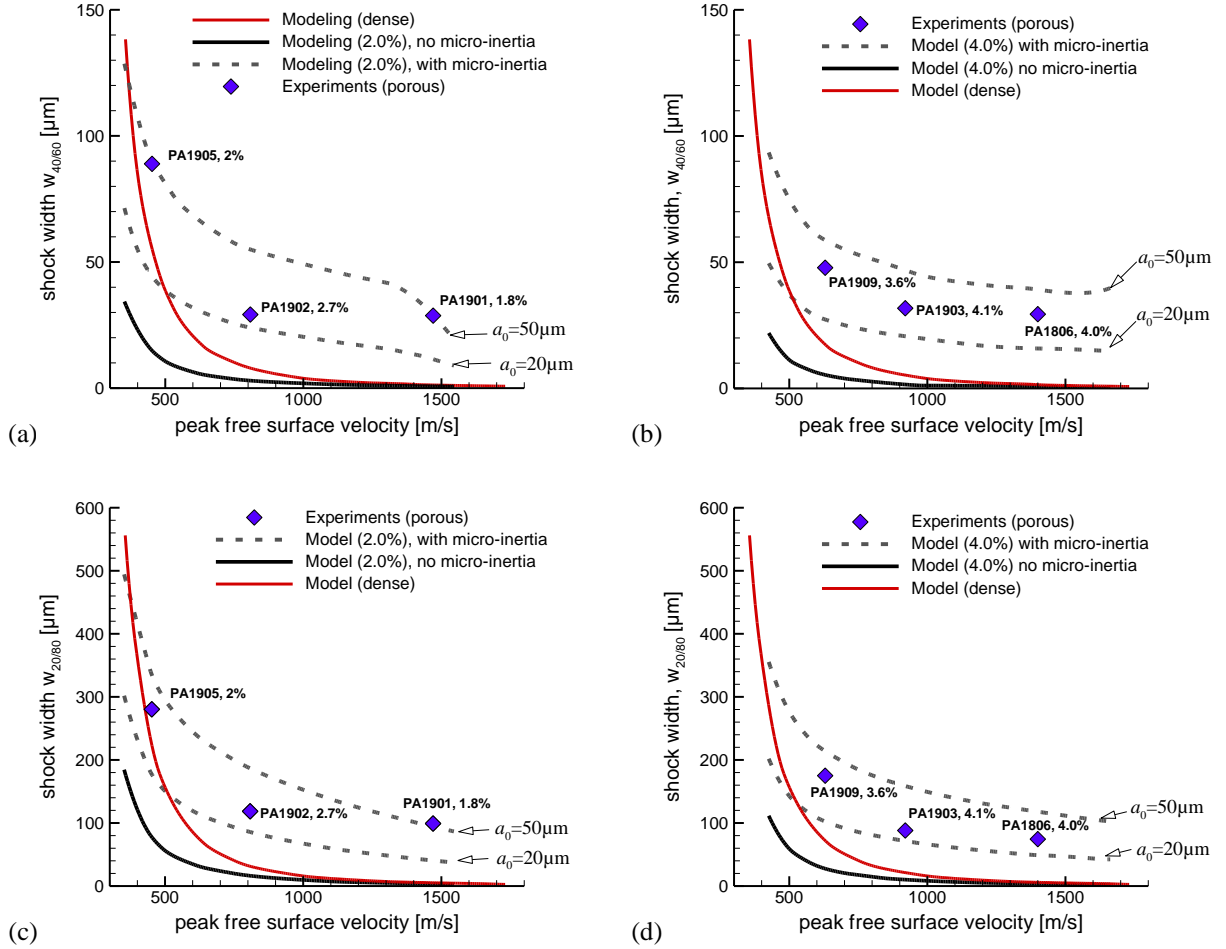 shock width w40/60 [µm]
150
100
50
0
Modeling (dense)
Modeling (2.0%), no micro-inertia
Modeling (2.0%), with micro-inertia
Experiments (porous)
PA1905, 2%
PA1902, 2.7%
PA1901, 1.8%
a0=50µm
a0=20µm
500 1000 1500
peak free surface velocity [m/s]
(a)
shock width, w40/60 [µm]
150
100
50
0
Experiments (porous)
Model (4.0%) with micro-inertia
Model (4.0%) no micro-inertia
Model (dense)
a0=50µm
PA1909, 3.6%
PA1903, 4.1%
PA1806, 4.0%
a0=20µm
500 1000 1500
peak free surface velocity [m/s]
(b)
shock width w20/80 [µm]
600
500
400
300
200
100
0
Experiments (porous)
Model (2.0%), with micro-inertia
Model (2.0%), no micro-inertia
Model (dense)
PA1905, 2%
PA1902, 2.7%
PA1901, 1.8%
a0=50µm
a0=20µm
500 1000 1500
peak free surface velocity [m/s]
(c)
shock width, w20/80 [µm]
600
500
400
300
200
100
0
Experiments (porous)
Model (4.0%) with micro-inertia
Model (4.0%) no micro-inertia
Model (dense)
PA1909, 3.6%
PA1903, 4.1%
PA1806, 4.0%
a0=50µm
a0=20µm
500 1000 1500
peak free surface velocity [m/s]
(d)